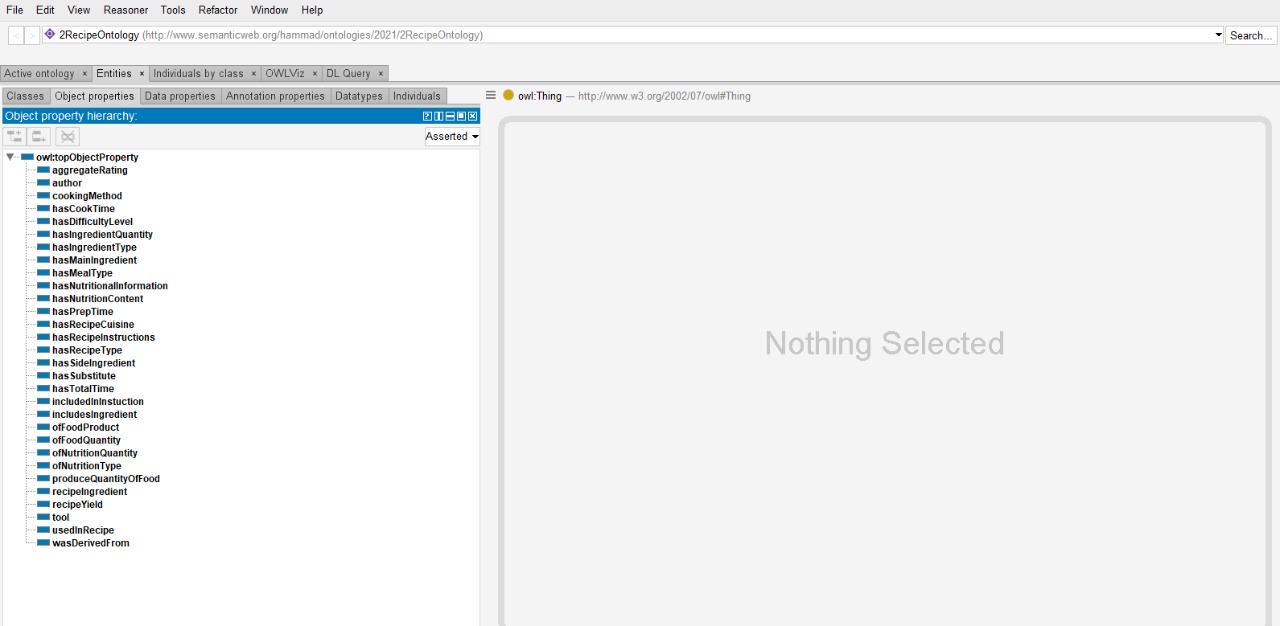 File Edit View Reasoner Tools Refactor Window Help
< > 2RecipeOntology (http://www.semanticweb.org/hammad/ontologies/2021/2RecipeOntology) Search...
Active ontology × Entities × Individuals by class × OWLViz × DL Query ×
Classes Object properties Data properties Annotation properties Datatypes Individuals
owl:Thing — http://www.w3.org/2002/07/owl#Thing
Object property hierarchy:
Asserted
owl:topObjectProperty
aggregateRating
author
cookingMethod
hasCookTime
hasDifficultyLevel
hasIngredientQuantity
hasIngredientType
hasMainIngredient
hasMealType
hasNutritionalInformation
hasNutritionContent
hasPrepTime
hasRecipeCuisine
hasRecipeInstructions
hasRecipeType
hasSideIngredient
hasSubstitute
hasTotalTime
includedInInstuction
includesIngredient
ofFoodProduct
ofFoodQuantity
ofNutritionQuantity
ofNutritionType
produceQuantityOfFood
recipeIngredient
recipeYield
tool
usedInRecipe
wasDerivedFrom
Nothing Selected